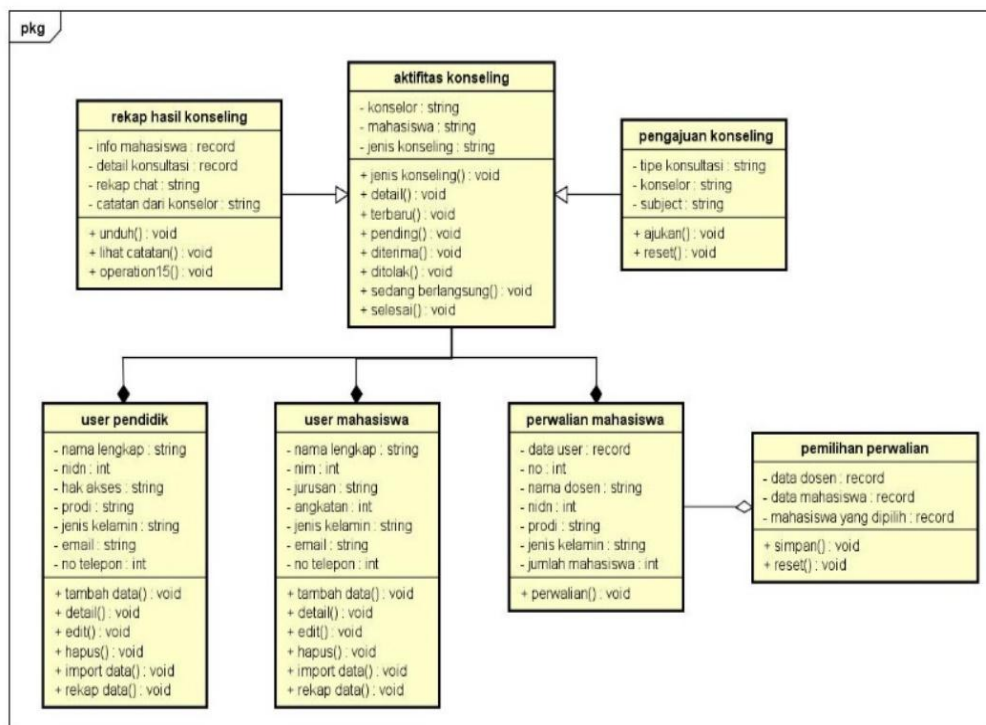 pkg
aktifitas konseling
- konselor : string
- mahasiswa : string
- jenis konseling : string
+ jenis konseling() : void
+ detail() : void
+ terbaru() : void
+ pending() : void
+ diterima() : void
+ ditolak() : void
+ sedang berlangsung() : void
+ selesai() : void
rekap hasil konseling
- info mahasiswa : record
- detail konsultasi : record
- rekap chat : string
- catatan dari konselor : string
+ unduh() : void
+ lihat catatan() : void
+ operation15() : void
pengajuan konseling
- tipe konsultasi : string
- konselor : string
- subject : string
+ ajukan() : void
+ reset() : void
user pendidik
- nama lengkap : string
- nidn : int
- hak akses : string
- prodi : string
- jenis kelamin : string
- email : string
- no telepon : int
+ tambah data() : void
+ detail() : void
+ edit() : void
+ hapus() : void
+ import data() : void
+ rekap data() : void
user mahasiswa
- nama lengkap : string
- nim : int
- jurusan : string
- angkatan : int
- jenis kelamin : string
- email : string
- no telepon : int
+ tambah data() : void
+ detail() : void
+ edit() : void
+ hapus() : void
+ import data() : void
+ rekap data() : void
perwalian mahasiswa
- data user : record
- no : int
- nama dosen : string
- nidn : int
- prodi : string
- jenis kelamin : string
- jumlah mahasiswa : int
+ perwalian() : void
pemilihan perwalian
- data dosen : record
- data mahasiswa : record
- mahasiswa yang dipilih : record
+ simpan() : void
+ reset() : void